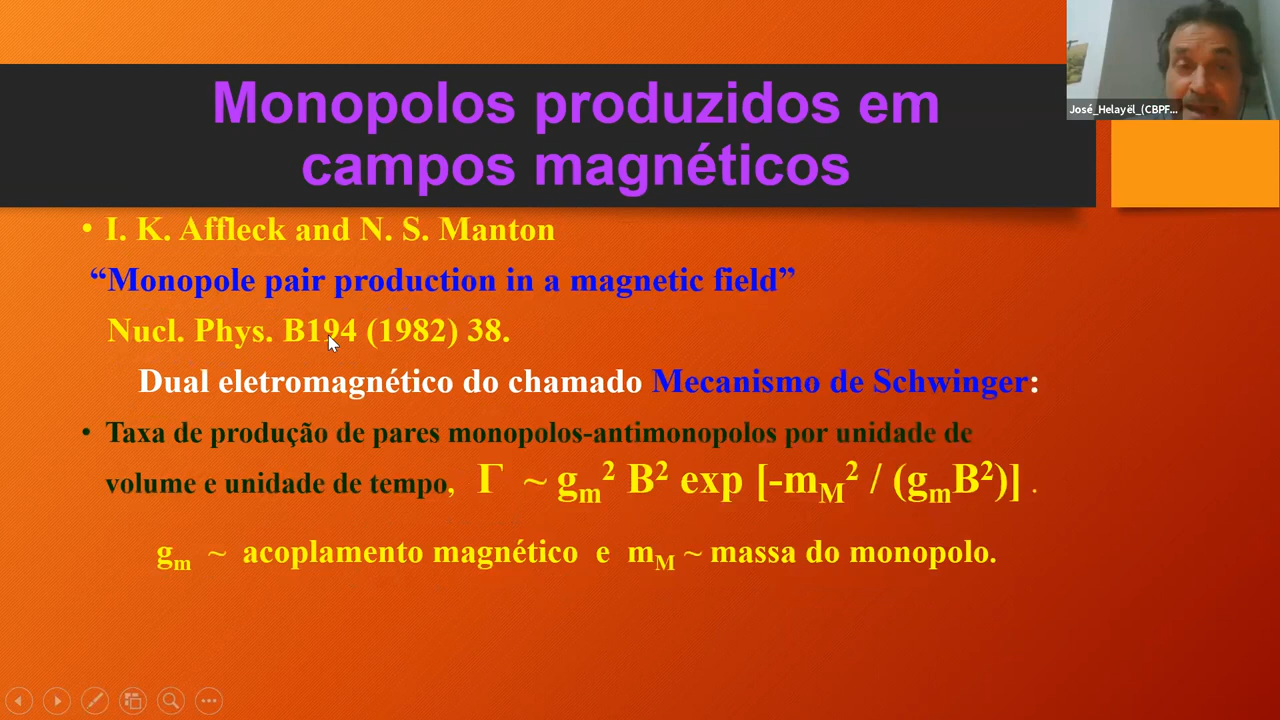 Monopolos produzidos em
campos magnéticos
José_Helayël_(CBPF...
• I. K. Affleck and N. S. Manton
“Monopole pair production in a magnetic field”
Nucl. Phys. B194 (1982) 38.
Dual eletromagnético do chamado Mecanismo de Schwinger:
• Taxa de produção de pares monopolos-antimonopolos por unidade de
volume e unidade de tempo, Γ ~ gₘ² B² exp [-m_M² / (gₘB²)] .
gₘ ~ acoplamento magnético e m_M ~ massa do monopolo.